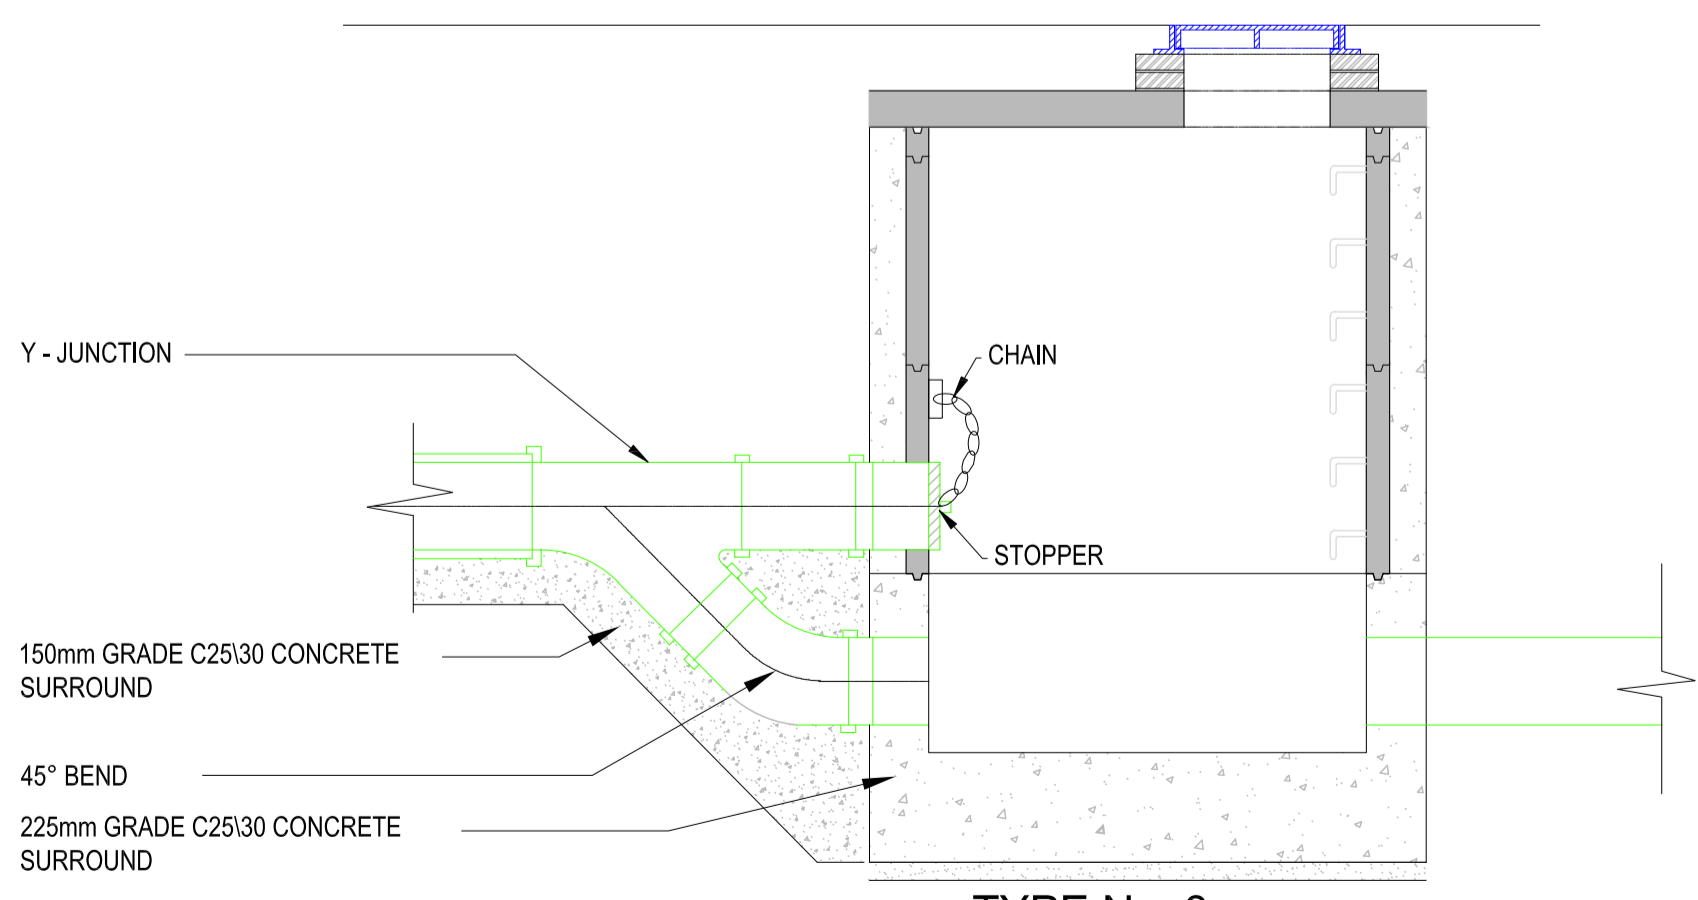 Y - JUNCTION
CHAIN
STOPPER
150mm GRADE C25\30 CONCRETE
SURROUND
45° BEND
225mm GRADE C25\30 CONCRETE
SURROUND